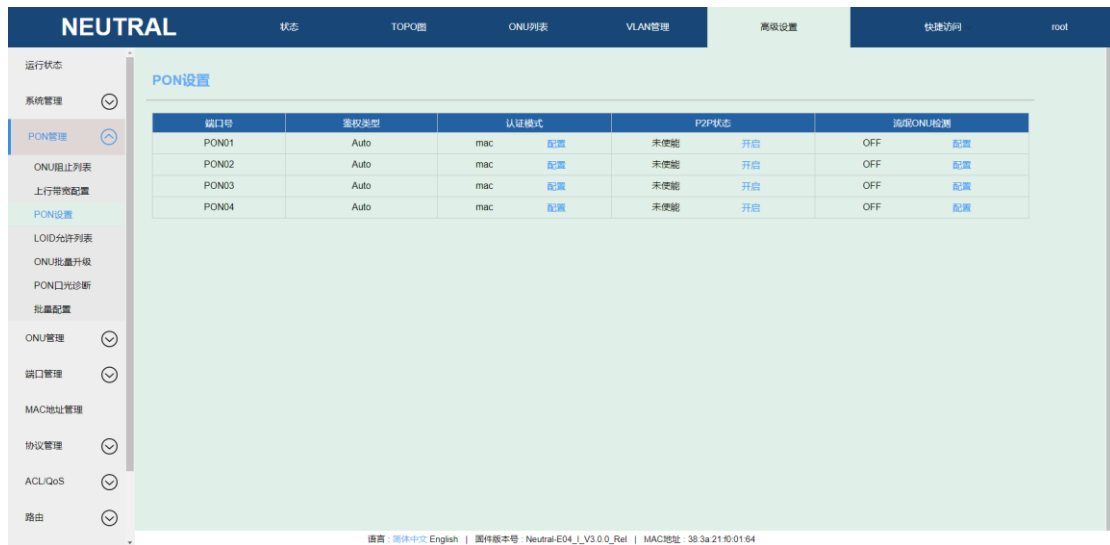 NEUTRAL 状态 TOPO图 ONU列表 VLAN管理 高级设置 快捷访问 root
运行状态
系统管理
PON管理
ONU阻止列表
上行带宽配置
PON设置
LOID允许列表
ONU批量升级
PON口光诊断
批量配置
ONU管理
端口管理
MAC地址管理
协议管理
ACL/QoS
路由
PON设置
端口号 鉴权类型 认证模式 P2P状态 流氓ONU检测
PON01 Auto mac 配置 未使能 开启 OFF 配置
PON02 Auto mac 配置 未使能 开启 OFF 配置
PON03 Auto mac 配置 未使能 开启 OFF 配置
PON04 Auto mac 配置 未使能 开启 OFF 配置
语言 : 简体中文 English | 固件版本号 : Neutral-E04_I_V3.0.0_Rel | MAC地址 : 38:3a:21:f0:01:64